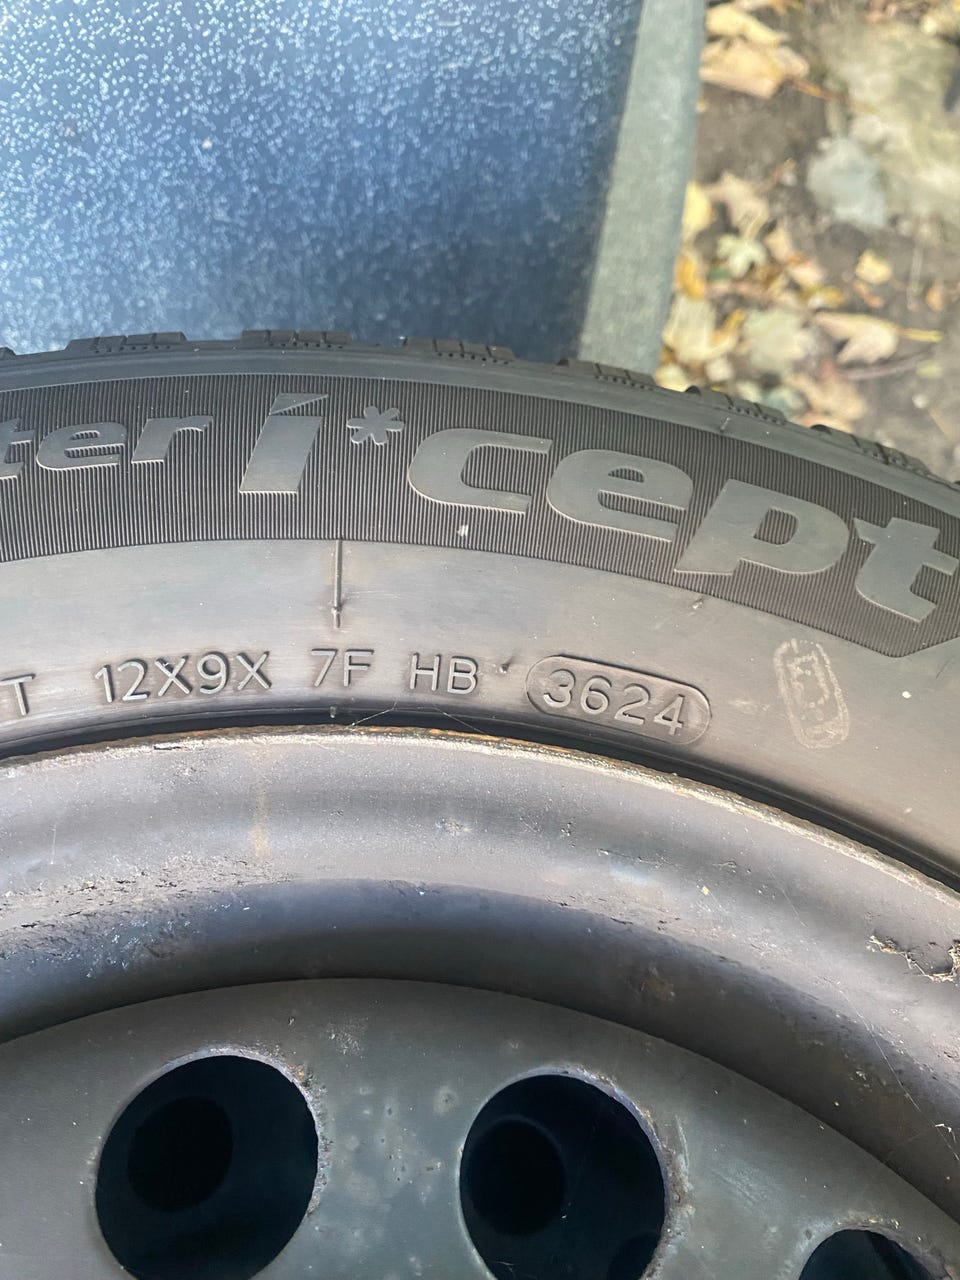 ter i*cept
T 12X9X 7F HB 3624